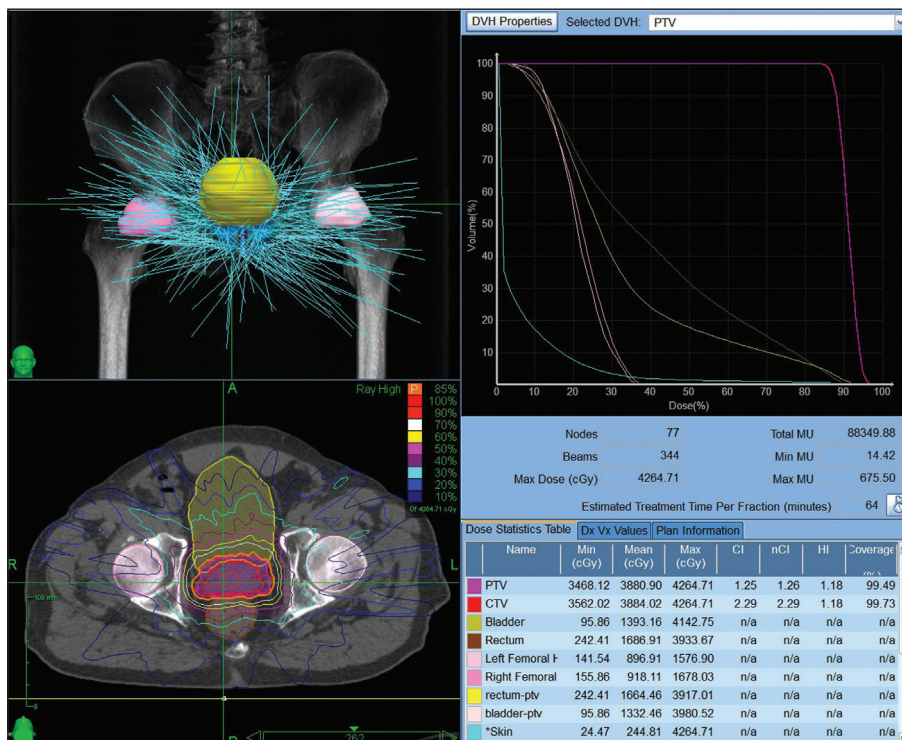 DVH Properties Selected DVH: PTV
100
90
80
70
60
50
40
30
20
10
Volume(%)
0 10 20 30 40 50 60 70 80 90 100
Dose(%)
A
Ray High P 85%
100%
90%
70%
60%
50%
40%
30%
20%
10%
Of 4264.71 cGy
R
L
100 mm
0
262
Nodes 77 Total MU 88349.88
Beams 344 Min MU 14.42
Max Dose (cGy) 4264.71 Max MU 675.50
Estimated Treatment Time Per Fraction (minutes) 64
Dose Statistics Table Dx Vx Values Plan Information
Name Min (cGy) Mean (cGy) Max (cGy) CI nCI HI Coverage
PTV 3468.12 3880.90 4264.71 1.25 1.26 1.18 99.49
CTV 3562.02 3884.02 4264.71 2.29 2.29 1.18 99.73
Bladder 95.86 1393.16 4142.75 n/a n/a n/a n/a
Rectum 242.41 1686.91 3933.67 n/a n/a n/a n/a
Left Femoral H 141.54 896.91 1576.90 n/a n/a n/a n/a
Right Femoral 155.86 918.11 1678.03 n/a n/a n/a n/a
rectum-ptv 242.41 1664.46 3917.01 n/a n/a n/a n/a
bladder-ptv 95.86 1332.46 3980.52 n/a n/a n/a n/a
*Skin 24.47 244.81 4264.71 n/a n/a n/a n/a